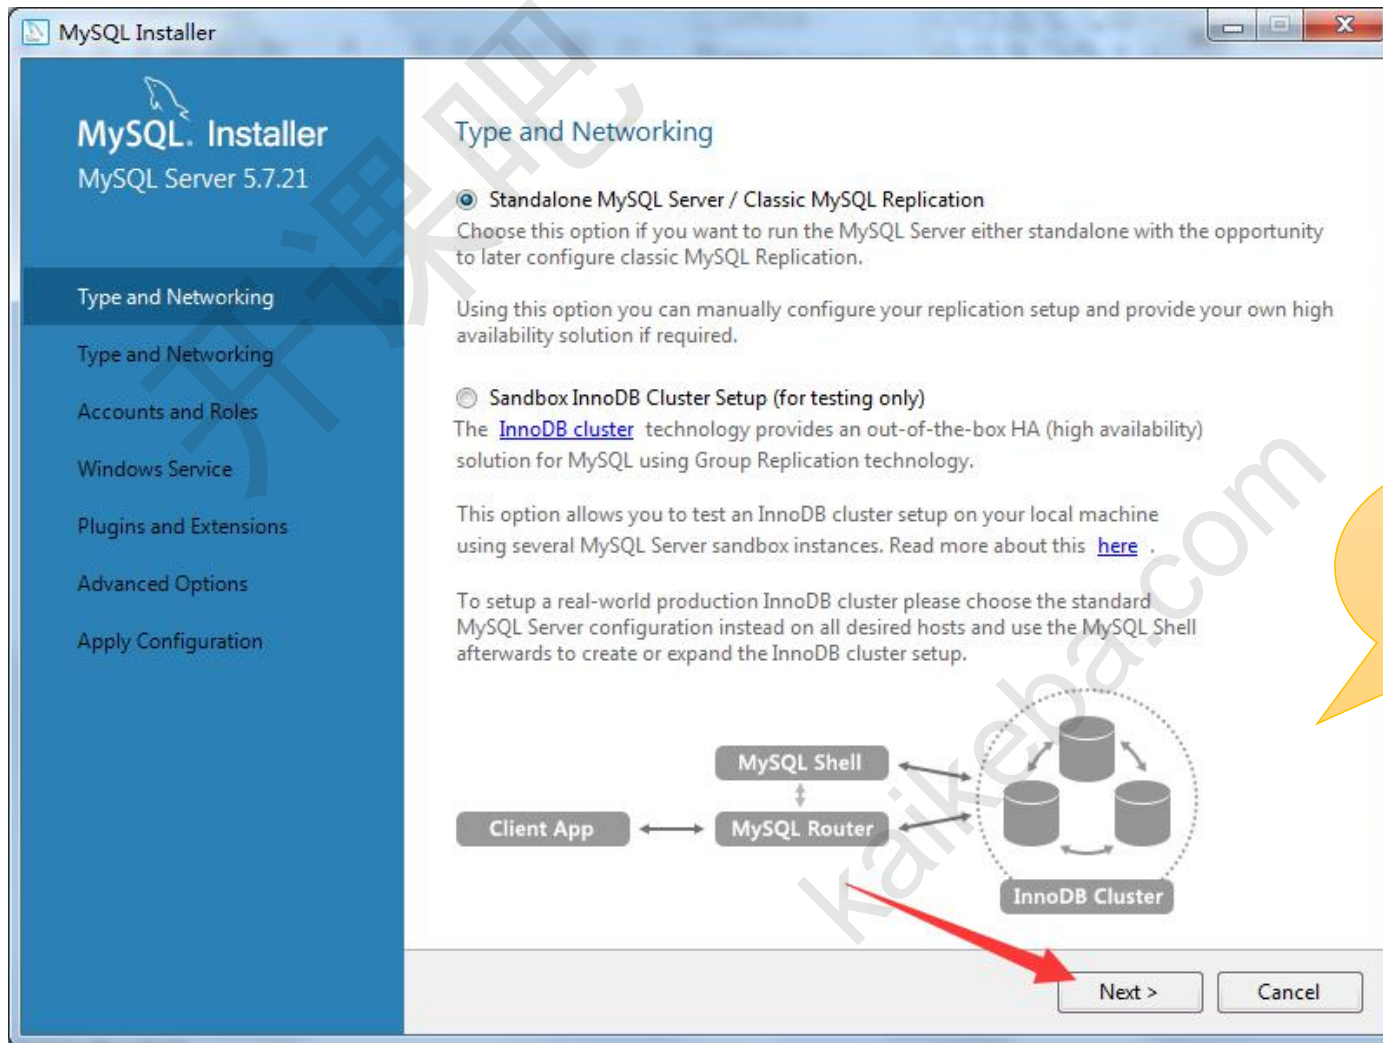 MySQL Installer
MySQL. Installer
MySQL Server 5.7.21
Type and Networking
Type and Networking
Accounts and Roles
Windows Service
Plugins and Extensions
Advanced Options
Apply Configuration
Type and Networking
Standalone MySQL Server / Classic MySQL Replication
Choose this option if you want to run the MySQL Server either standalone with the opportunity
to later configure classic MySQL Replication.
Using this option you can manually configure your replication setup and provide your own high
availability solution if required.
Sandbox InnoDB Cluster Setup (for testing only)
The InnoDB cluster technology provides an out-of-the-box HA (high availability)
solution for MySQL using Group Replication technology.
This option allows you to test an InnoDB cluster setup on your local machine
using several MySQL Server sandbox instances. Read more about this here .
To setup a real-world production InnoDB cluster please choose the standard
MySQL Server configuration instead on all desired hosts and use the MySQL Shell
afterwards to create or expand the InnoDB cluster setup.
MySQL Shell
Client App
MySQL Router
InnoDB Cluster
Next >
Cancel
开课吧
kaikeba.com